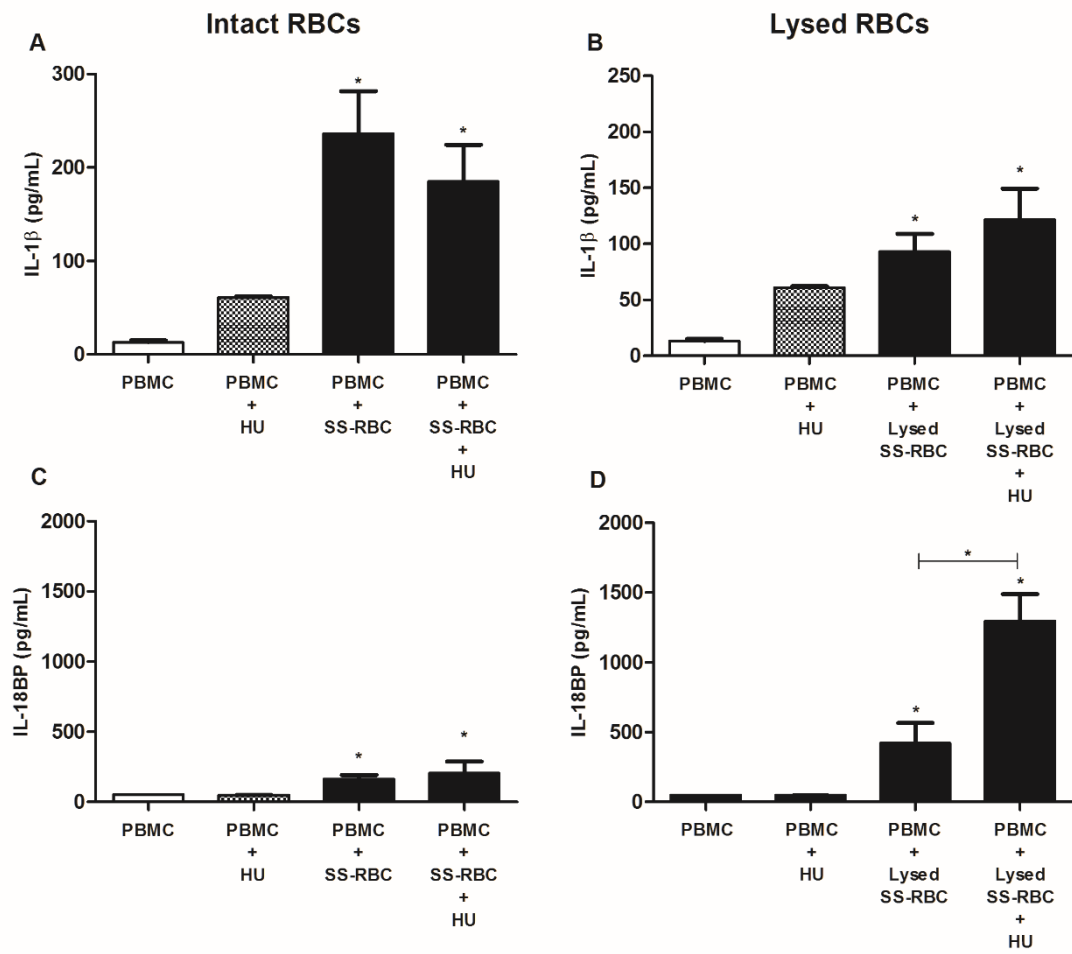 Intact RBCs
A
IL-1β (pg/mL)
300
200
100
0
*
*
PBMC
PBMC
+
HU
PBMC
+
SS-RBC
PBMC
+
SS-RBC
+
HU
Lysed RBCs
B
IL-1β (pg/mL)
250
200
150
100
50
0
*
*
PBMC
PBMC
+
HU
PBMC
+
Lysed
SS-RBC
PBMC
+
Lysed
SS-RBC
+
HU
C
IL-18BP (pg/mL)
2000
1500
1000
500
0
*
*
PBMC
PBMC
+
HU
PBMC
+
SS-RBC
PBMC
+
SS-RBC
+
HU
D
IL-18BP (pg/mL)
2000
1500
1000
500
0
*
*
*
PBMC
PBMC
+
HU
PBMC
+
Lysed
SS-RBC
PBMC
+
Lysed
SS-RBC
+
HU